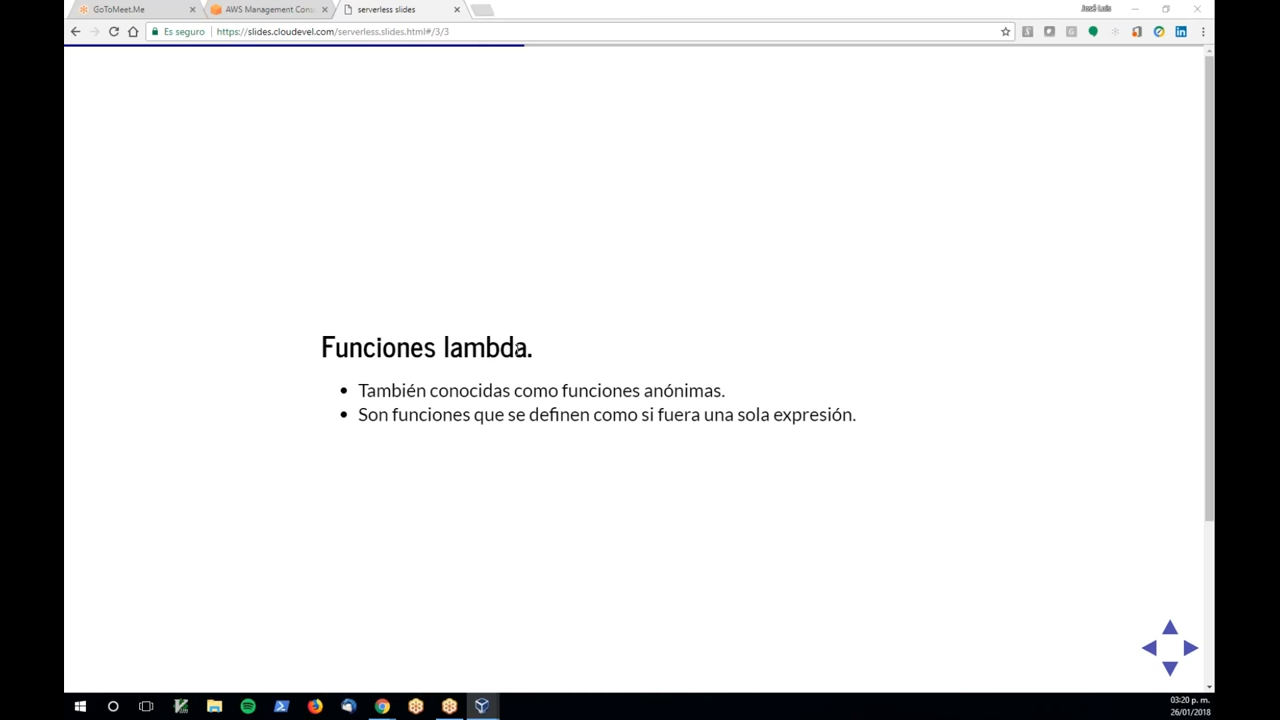 GoToMeet.Me
AWS Management Cons
serverless slides
José Luis
Es seguro
https://slides.cloudevel.com/serverless.slides.html#/3/3
Funciones lambda.
También conocidas como funciones anónimas.
Son funciones que se definen como si fuera una sola expresión.
03:20 p. m.
26/01/2018